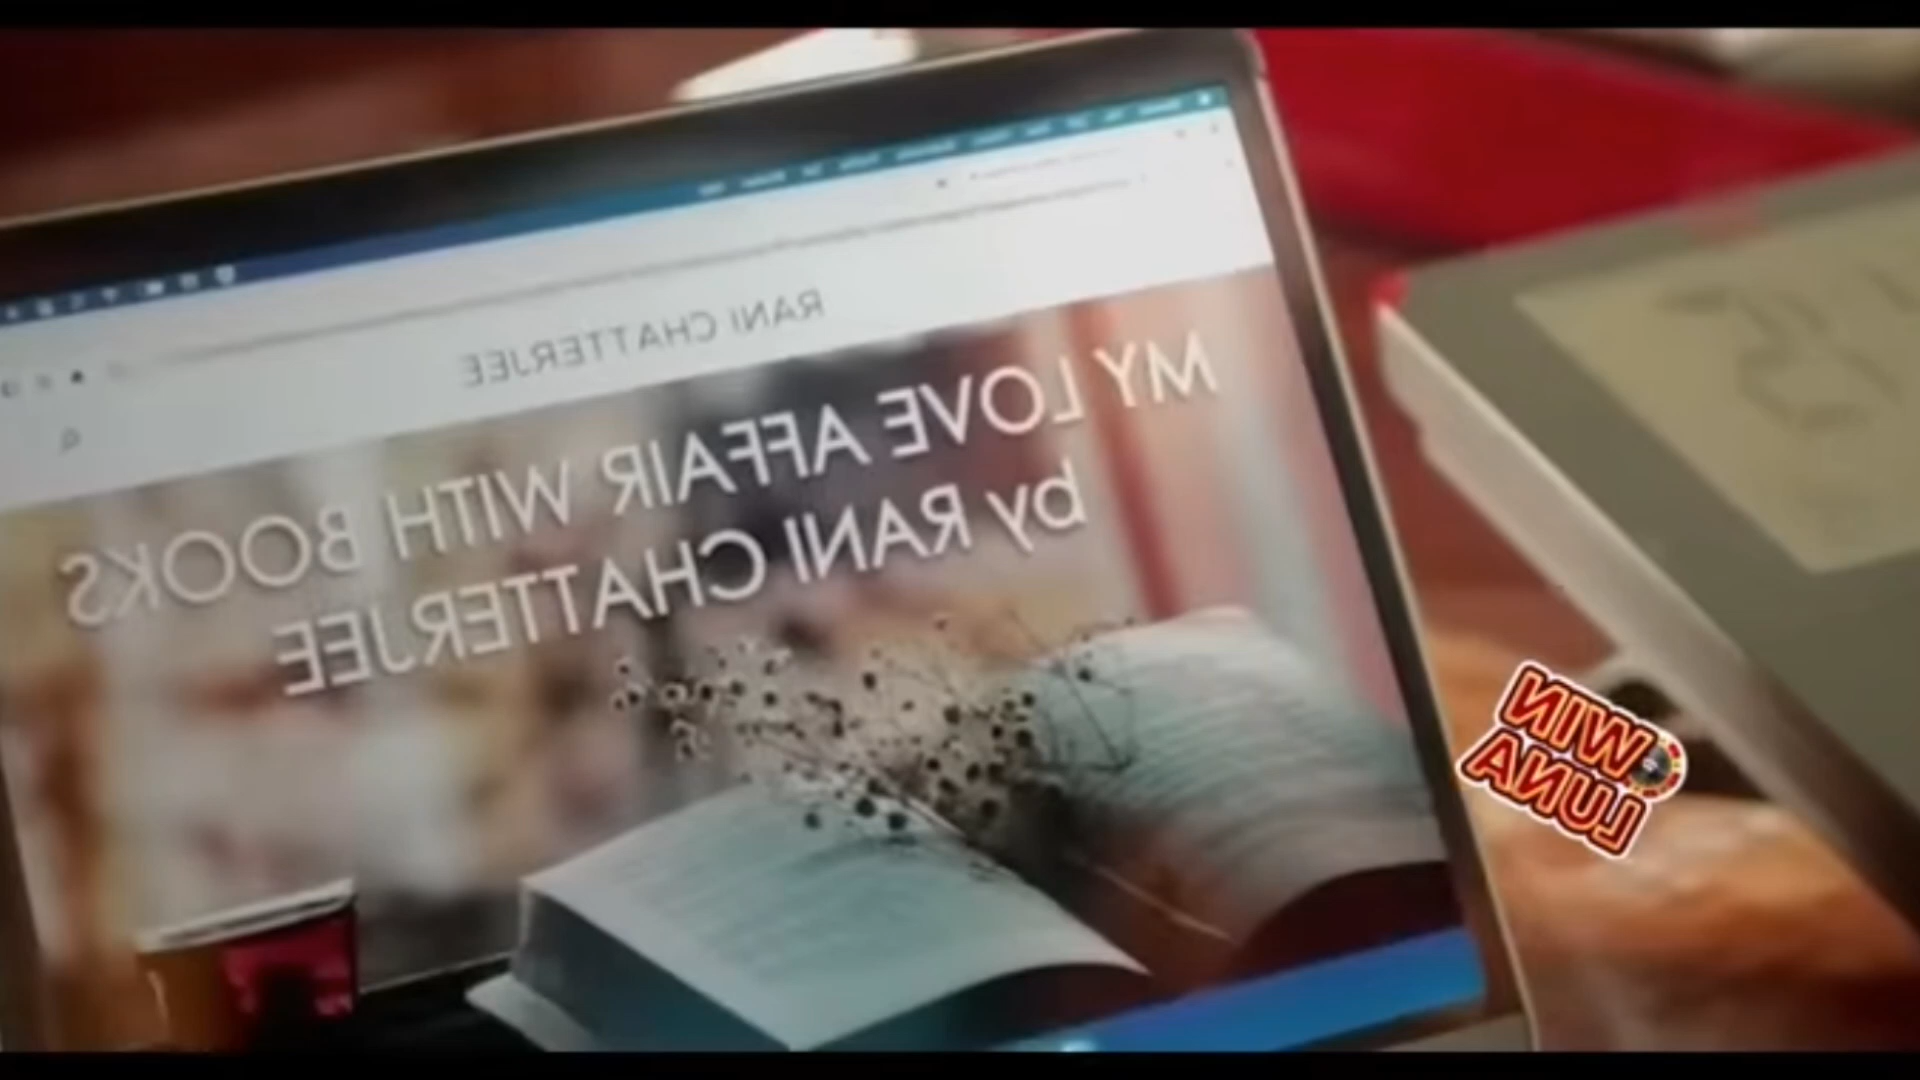 RANI CHATTERJEE
MY LOVE AFFAIR WITH BOOKS
by RANI CHATTERJEE
WIN
LUNA